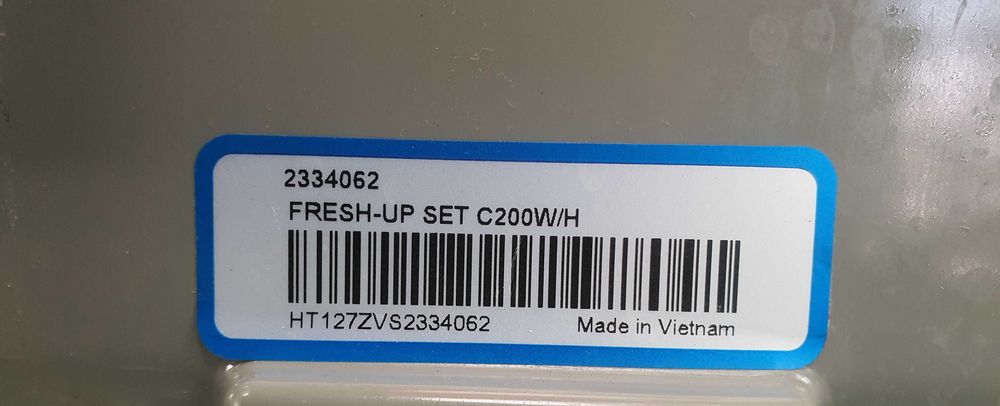 2334062
FRESH-UP SET C200W/H
HT127ZVS2334062 Made in Vietnam